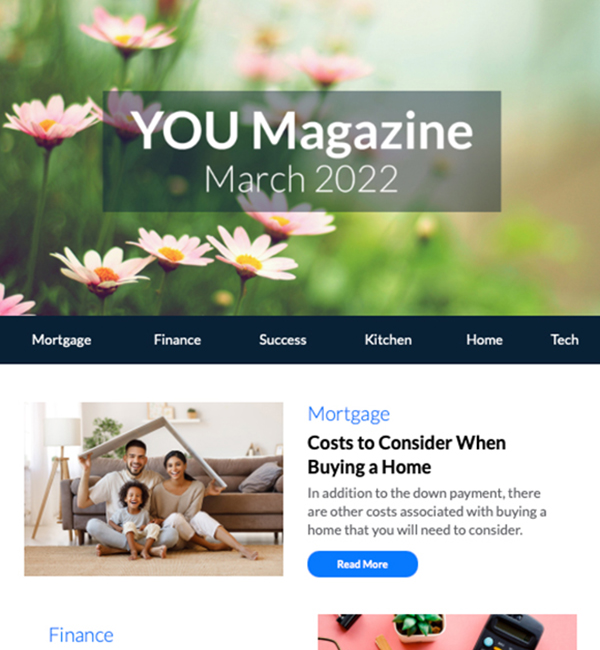 YOU Magazine
March 2022
Mortgage Finance Success Kitchen Home Tech
Mortgage
Costs to Consider When
Buying a Home
In addition to the down payment, there
are other costs associated with buying a
home that you will need to consider.
Read More
Finance